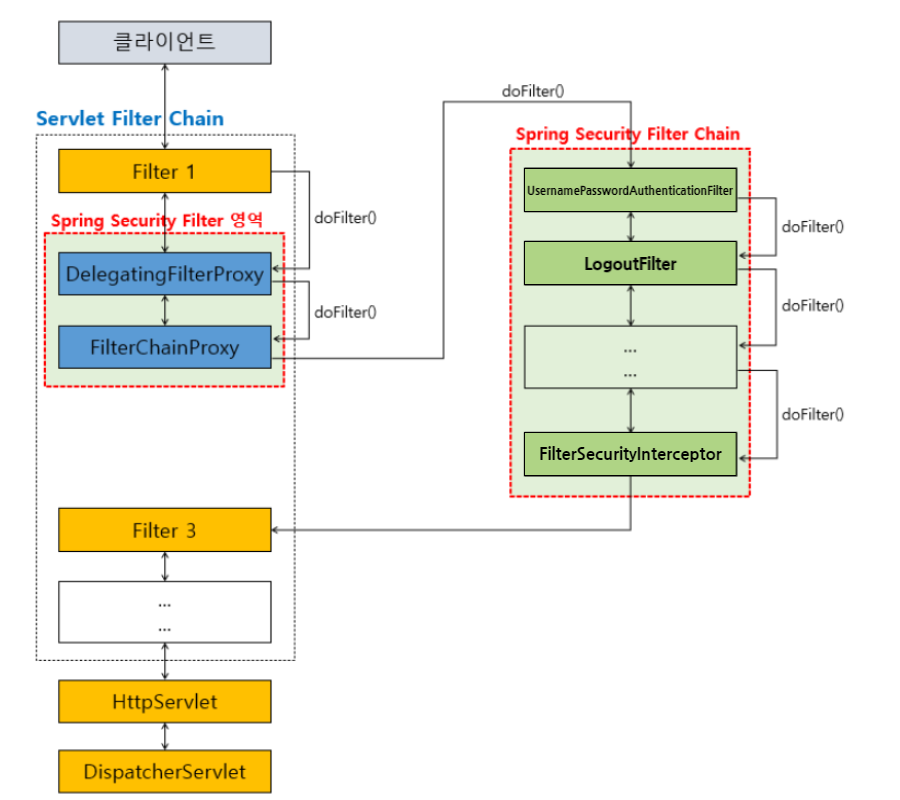 클라이언트
Servlet Filter Chain
Filter 1
doFilter()
Spring Security Filter 영역
DelegatingFilterProxy
doFilter()
FilterChainProxy
doFilter()
Spring Security Filter Chain
UsernamePasswordAuthenticationFilter
doFilter()
LogoutFilter
doFilter()
...
...
doFilter()
FilterSecurityInterceptor
Filter 3
...
...
HttpServlet
DispatcherServlet